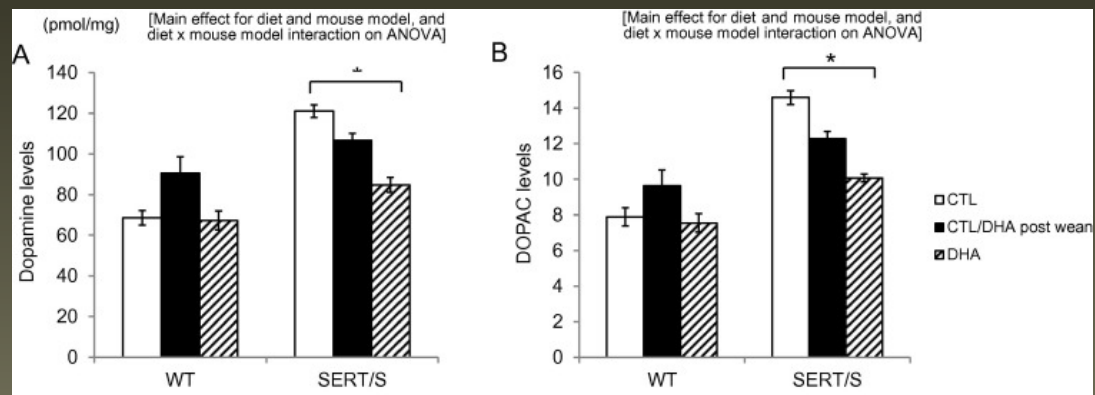 (pmol/mg)
[Main effect for diet and mouse model, and
diet x mouse model interaction on ANOVA]
A
140
120
100
80
60
40
20
0
Dopamine levels
WT
SERT/S
[Main effect for diet and mouse model, and
diet x mouse model interaction on ANOVA]
B
*
16
14
12
10
8
6
4
2
0
DOPAC levels
WT
SERT/S
CTL
CTL/DHA post wean
DHA